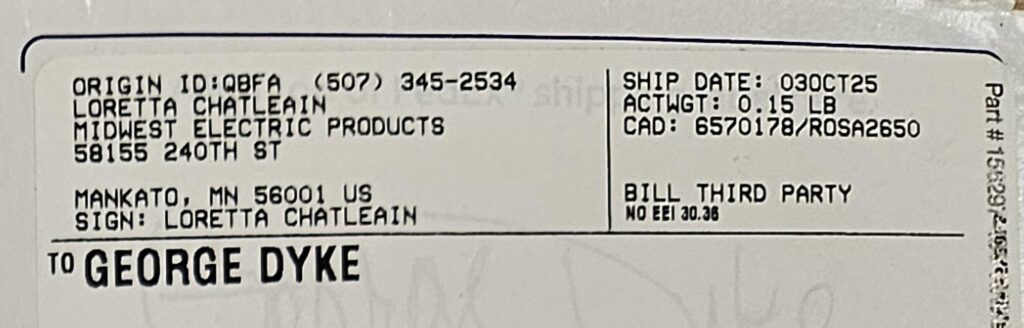 ORIGIN ID:QBFA (507) 345-2534
LORETTA CHATLEAIN
MIDWEST ELECTRIC PRODUCTS
58155 240TH ST
MANKATO, MN 56001 US
SIGN: LORETTA CHATLEAIN
SHIP DATE: 03OCT25
ACTWGT: 0.15 LB
CAD: 6570178/ROSA2650
BILL THIRD PARTY
NO EEI 30.36
TO GEORGE DYKE
Part #